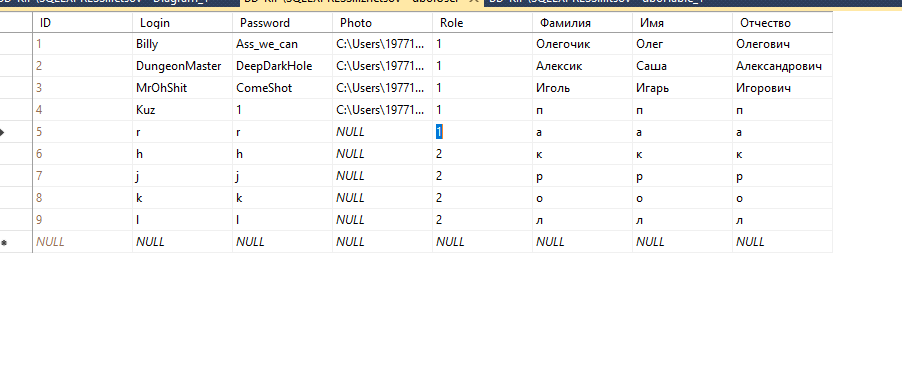 ID Login Password Photo Role Фамилия Имя Отчество
1 Billy Ass_we_can C:\Users\19771... 1 Олегочик Олег Олегович
2 DungeonMaster DeepDarkHole C:\Users\19771... 1 Алексик Саша Александрович
3 MrOhShit ComeShot C:\Users\19771... 1 Иголь Игарь Игорович
4 Kuz 1 C:\Users\19771... 1 п п п
5 r r NULL 1 а а а
6 h h NULL 2 к к к
7 j j NULL 2 р р р
8 k k NULL 2 о о о
9 l l NULL 2 л л л
NULL NULL NULL NULL NULL NULL NULL NULL